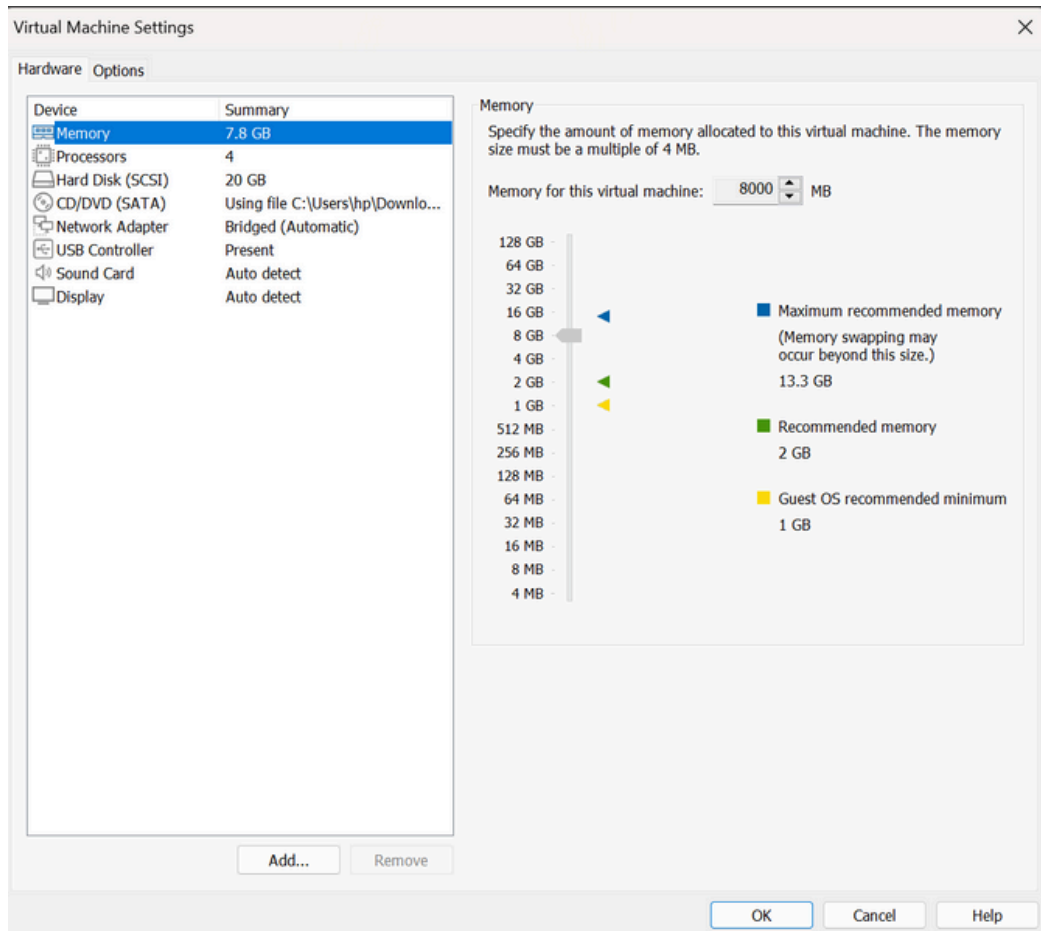 Virtual Machine Settings
Hardware Options
Device Summary
Memory 7.8 GB
Processors 4
Hard Disk (SCSI) 20 GB
CD/DVD (SATA) Using file C:\Users\hp\Downlo...
Network Adapter Bridged (Automatic)
USB Controller Present
Sound Card Auto detect
Display Auto detect
Add... Remove
Memory
Specify the amount of memory allocated to this virtual machine. The memory
size must be a multiple of 4 MB.
Memory for this virtual machine: 8000 MB
128 GB
64 GB
32 GB
16 GB
8 GB
4 GB
2 GB
1 GB
512 MB
256 MB
128 MB
64 MB
32 MB
16 MB
8 MB
4 MB
Maximum recommended memory
(Memory swapping may
occur beyond this size.)
13.3 GB
Recommended memory
2 GB
Guest OS recommended minimum
1 GB
OK Cancel Help